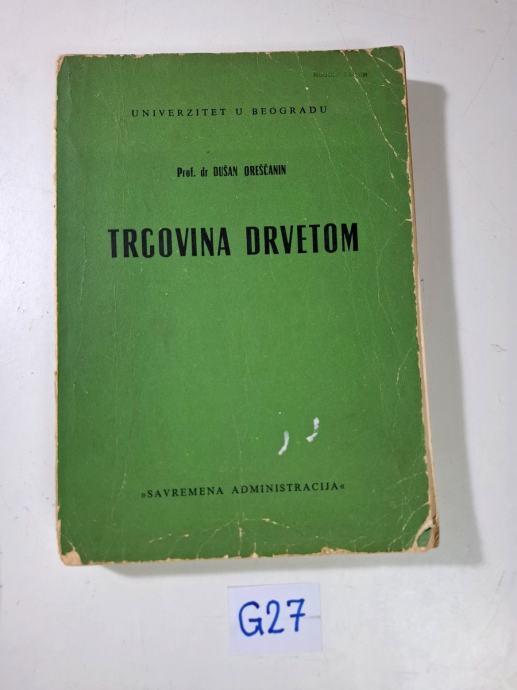 UNIVERZITET U BEOGRADU
Prof. dr DUŠAN OREŠČANIN
TRGOVINA DRVETOM
»SAVREMENA ADMINISTRACIJA«
G27